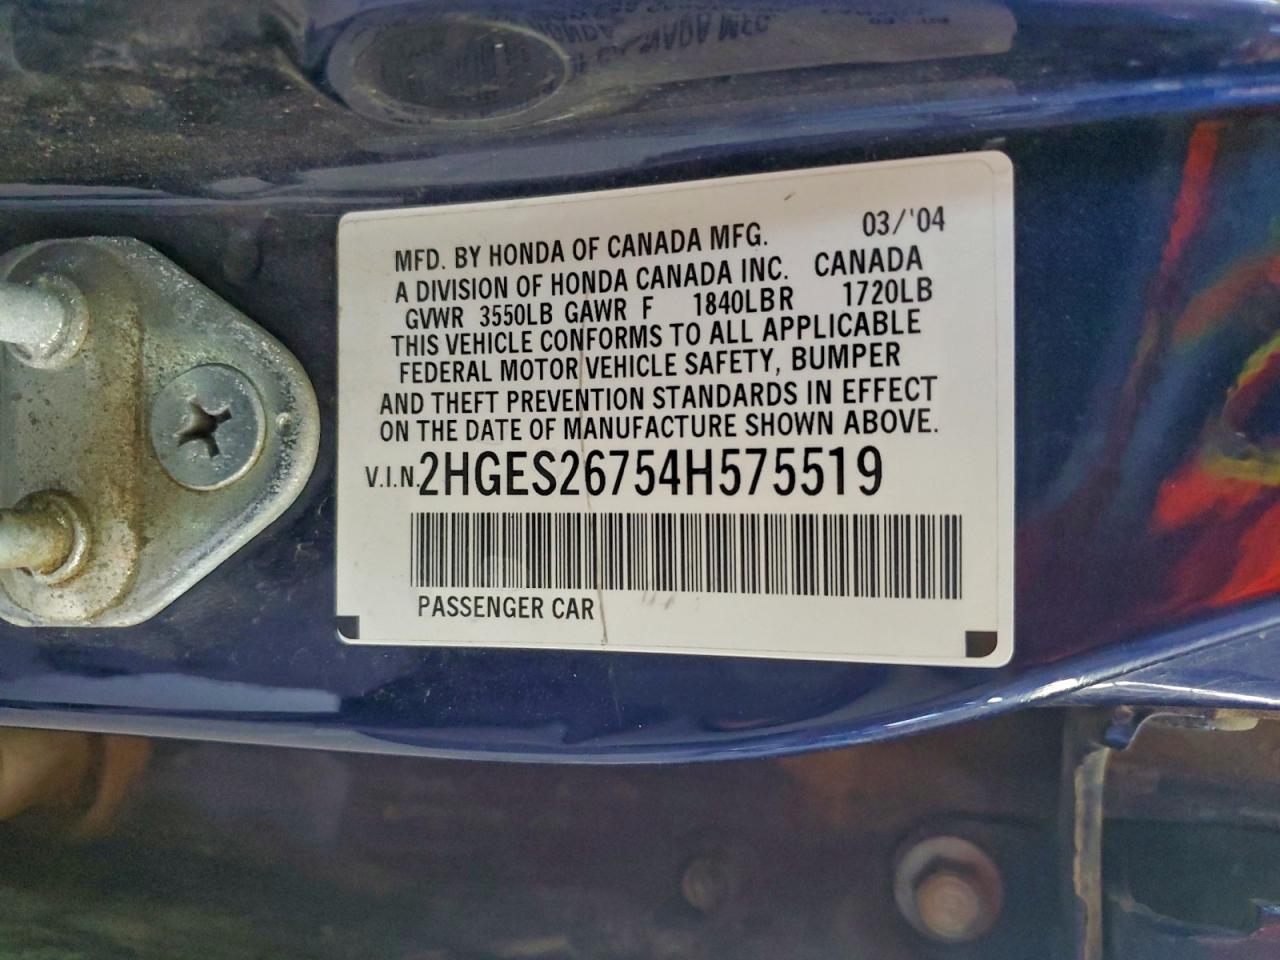 MFD. BY HONDA OF CANADA MFG. 03/'04
A DIVISION OF HONDA CANADA INC. CANADA
GVWR 3550LB GAWR F 1840LB R 1720LB
THIS VEHICLE CONFORMS TO ALL APPLICABLE
FEDERAL MOTOR VEHICLE SAFETY, BUMPER
AND THEFT PREVENTION STANDARDS IN EFFECT
ON THE DATE OF MANUFACTURE SHOWN ABOVE.
V.I.N. 2HGES26754H575519
PASSENGER CAR